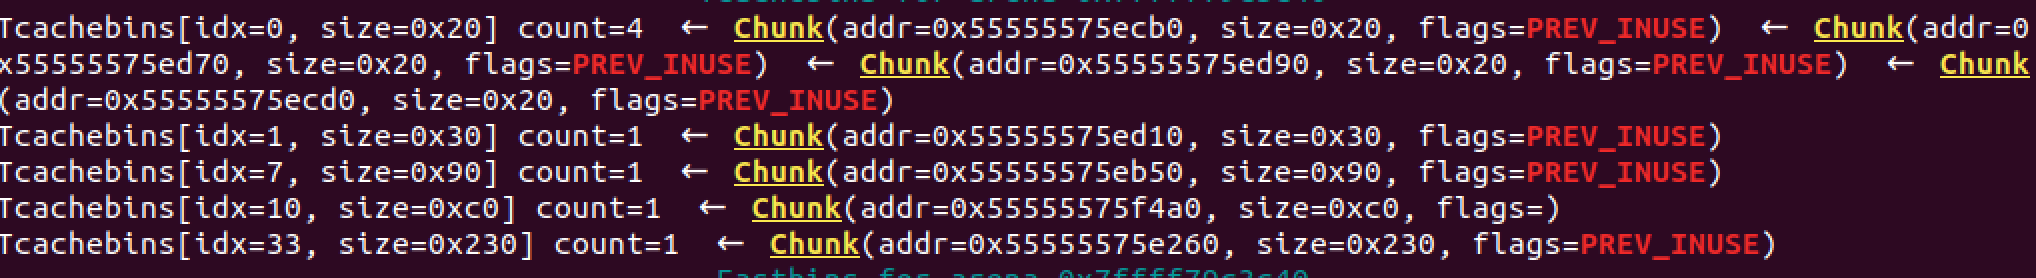 Tcachebins[idx=0, size=0x20] count=4  ←  Chunk(addr=0x55555575ecb0, size=0x20, flags=PREV_INUSE)  ←  Chunk(addr=0
x55555575ed70, size=0x20, flags=PREV_INUSE)  ←  Chunk(addr=0x55555575ed90, size=0x20, flags=PREV_INUSE)  ←  Chunk
(addr=0x55555575ecd0, size=0x20, flags=PREV_INUSE)
Tcachebins[idx=1, size=0x30] count=1  ←  Chunk(addr=0x55555575ed10, size=0x30, flags=PREV_INUSE)
Tcachebins[idx=7, size=0x90] count=1  ←  Chunk(addr=0x55555575eb50, size=0x90, flags=PREV_INUSE)
Tcachebins[idx=10, size=0xc0] count=1  ←  Chunk(addr=0x55555575f4a0, size=0xc0, flags=)
Tcachebins[idx=33, size=0x230] count=1  ←  Chunk(addr=0x55555575e260, size=0x230, flags=PREV_INUSE)